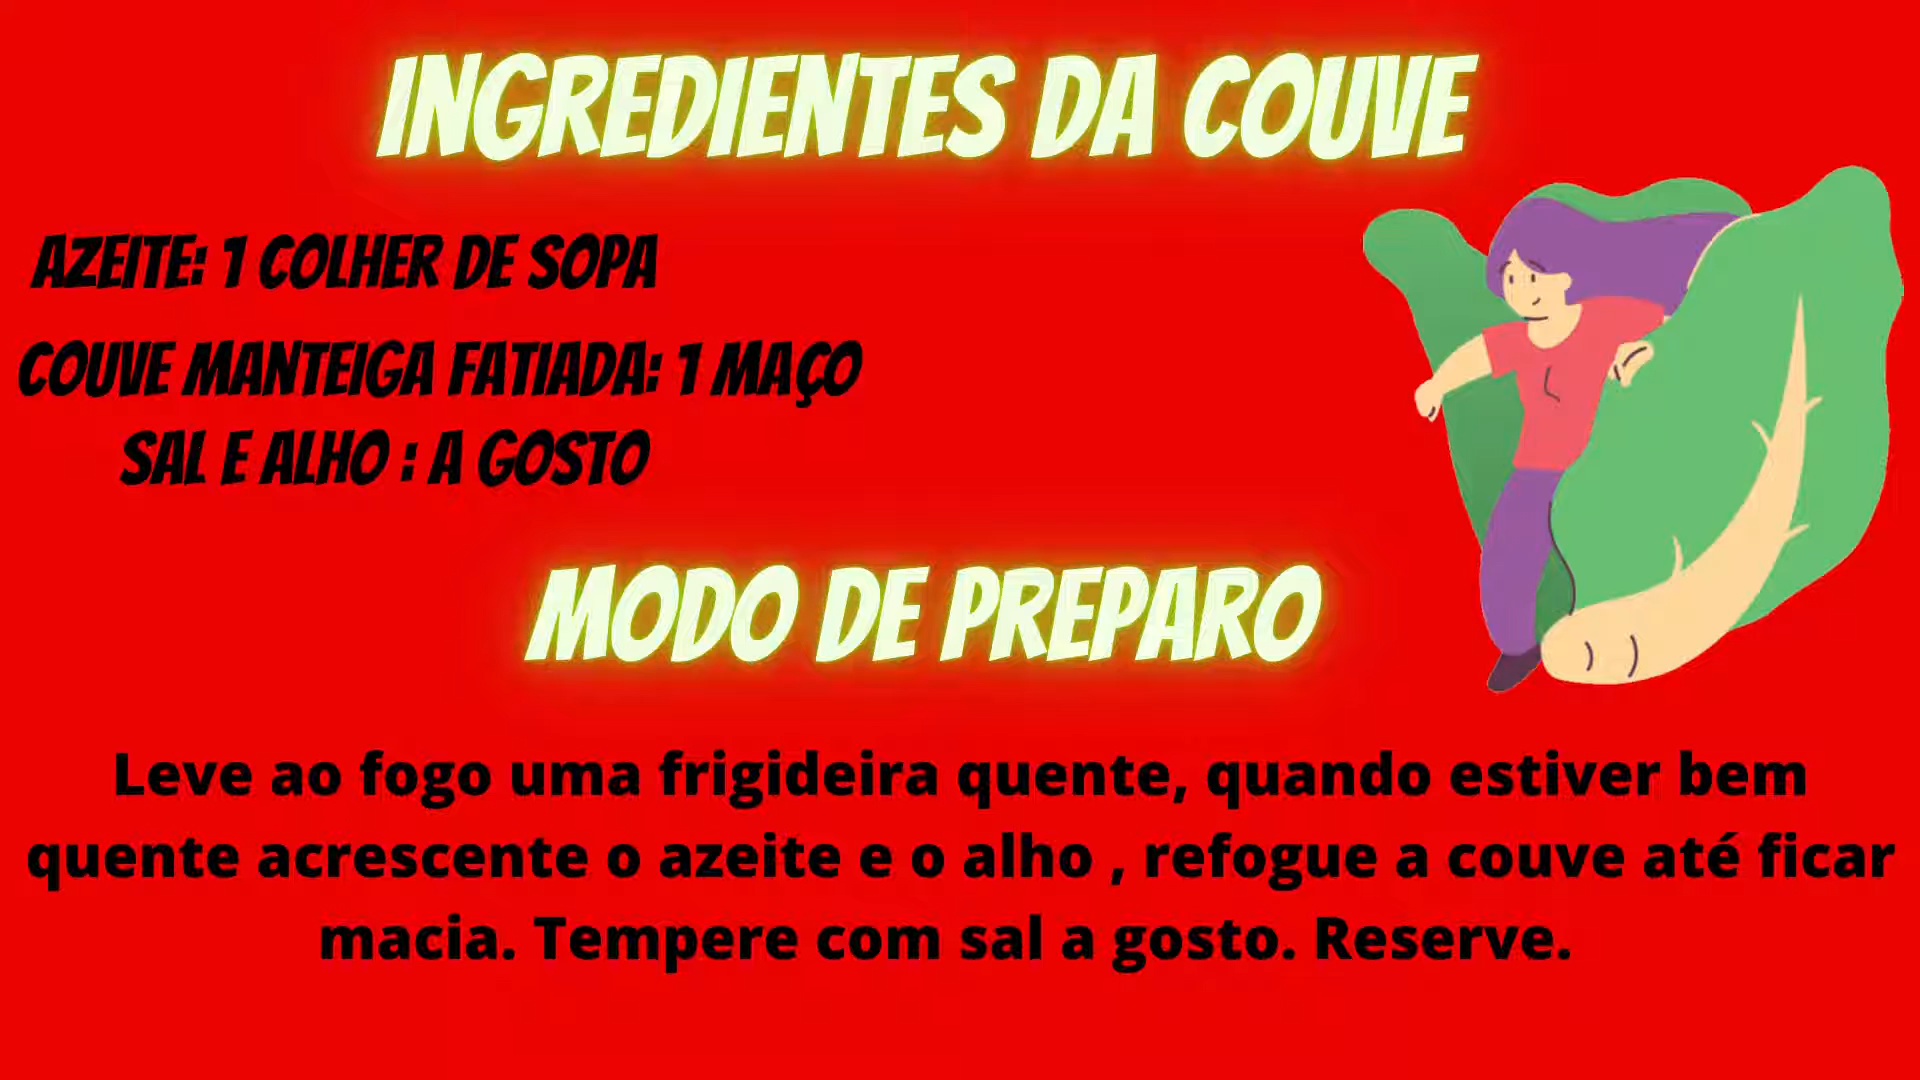 INGREDIENTES DA COUVE
AZEITE: 1 COLHER DE SOPA
COUVE MANTEIGA FATIADA: 1 MAÇO
SAL E ALHO : A GOSTO
MODO DE PREPARO
Leve ao fogo uma frigideira quente, quando estiver bem
quente acrescente o azeite e o alho , refogue a couve até ficar
macia. Tempere com sal a gosto. Reserve.